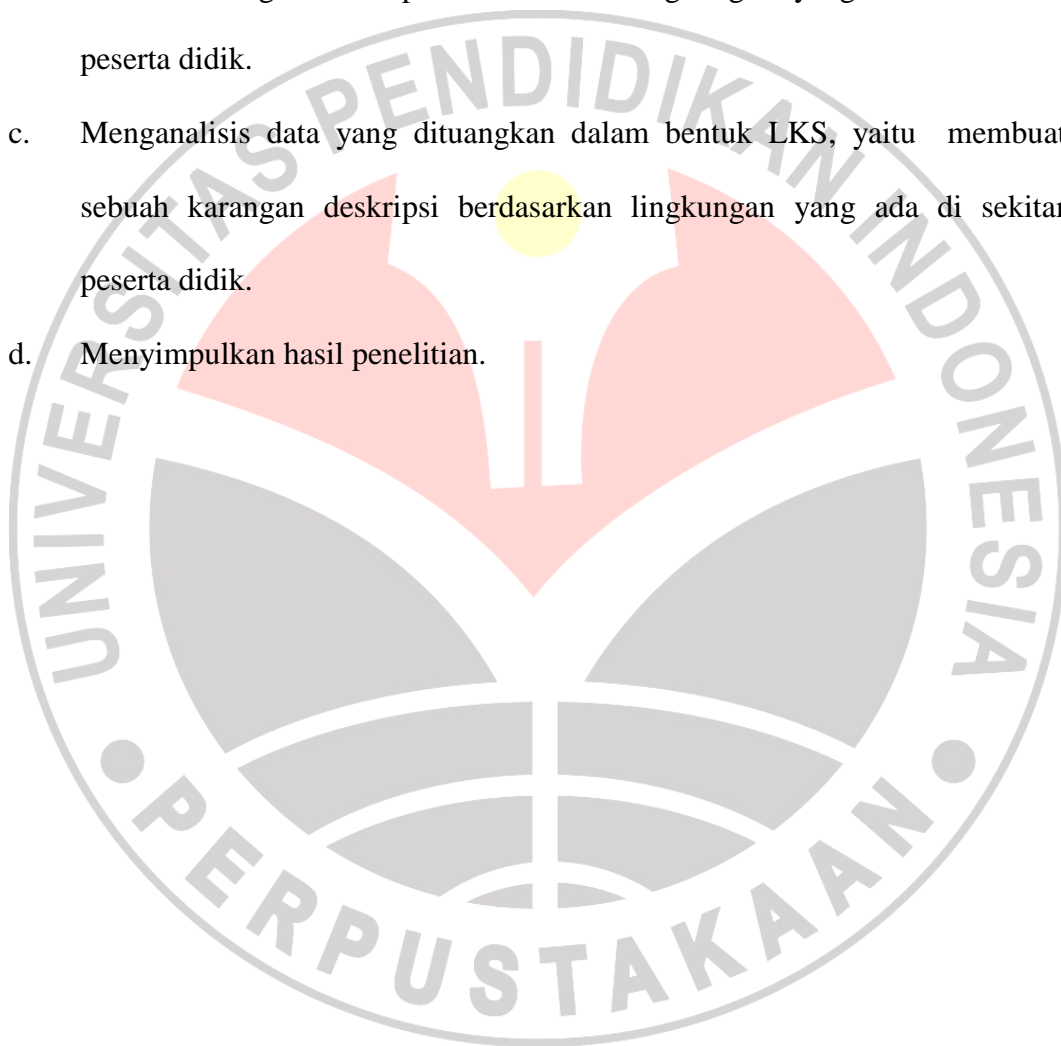 peserta didik.
c. Menganalisis data yang dituangkan dalam bentuk LKS, yaitu membuat
sebuah karangan deskripsi berdasarkan lingkungan yang ada di sekitar
peserta didik.
d. Menyimpulkan hasil penelitian.
UNIVERSITAS PENDIDIKAN INDONESIA
PERPUSTAKAAN